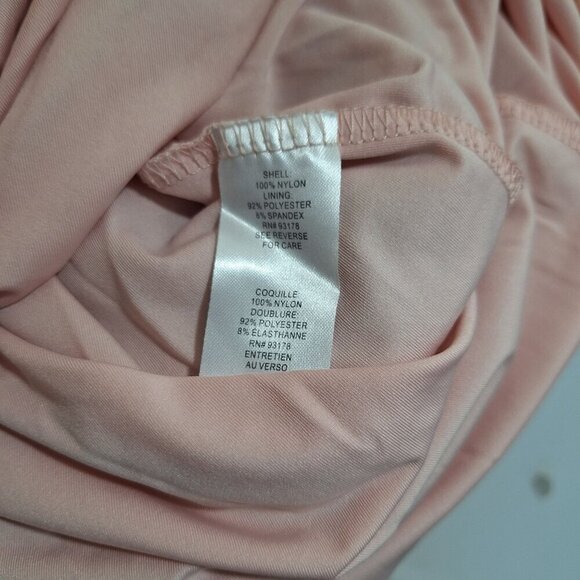 SHELL:
100% NYLON
LINING:
92% POLYESTER
8% SPANDEX
RN# 93178
SEE REVERSE
FOR CARE
COQUILLE:
100% NYLON
DOUBLURE:
92% POLYESTER
8% ÉLASTHANNE
RN# 93178
ENTRETIEN
AU VERSO